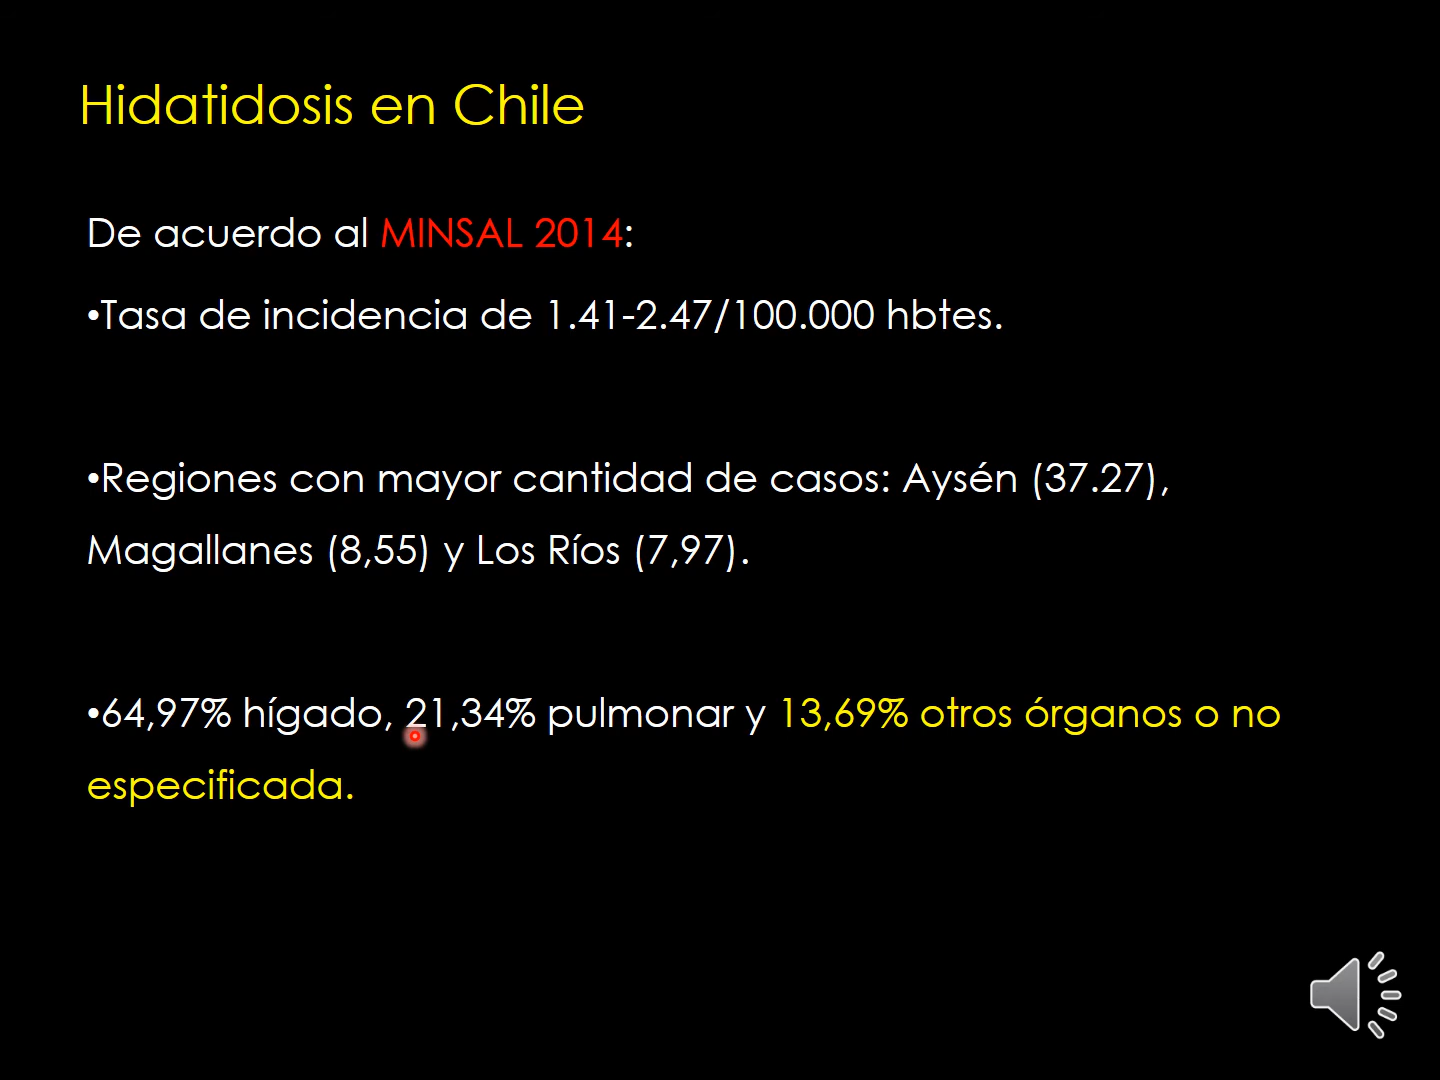 Hidatidosis en Chile
De acuerdo al MINSAL 2014:
•Tasa de incidencia de 1.41-2.47/100.000 hbtes.
•Regiones con mayor cantidad de casos: Aysén (37.27),
Magallanes (8,55) y Los Ríos (7,97).
•64,97% hígado, 21,34% pulmonar y 13,69% otros órganos o no
especificada.